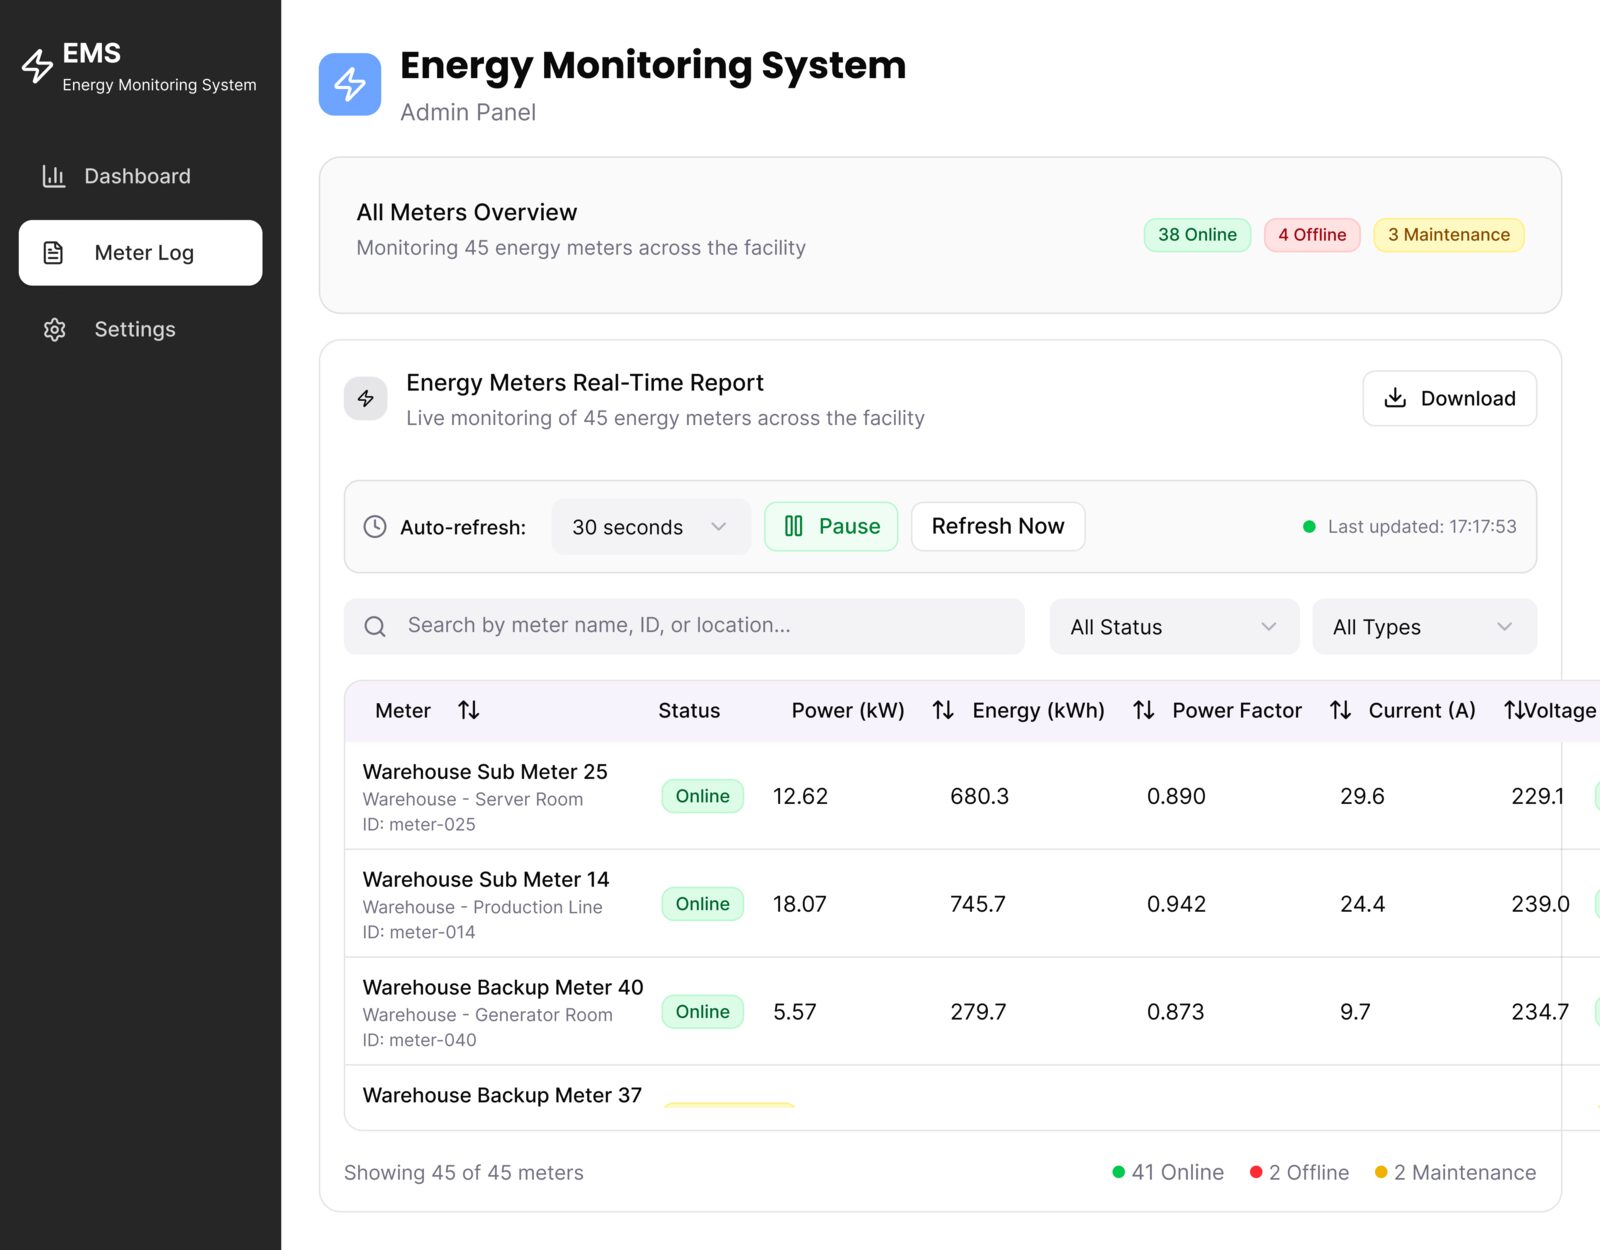 EMS
Energy Monitoring System
Dashboard
Meter Log
Settings
Energy Monitoring System
Admin Panel
All Meters Overview
Monitoring 45 energy meters across the facility
38 Online
4 Offline
3 Maintenance
Energy Meters Real-Time Report
Live monitoring of 45 energy meters across the facility
Download
Auto-refresh:
30 seconds
Pause
Refresh Now
Last updated: 17:17:53
Search by meter name, ID, or location...
All Status
All Types
Meter Status Power (kW) Energy (kWh) Power Factor Current (A) Voltage
Warehouse Sub Meter 25
Warehouse - Server Room
ID: meter-025
Online 12.62 680.3 0.890 29.6 229.1
Warehouse Sub Meter 14
Warehouse - Production Line
ID: meter-014
Online 18.07 745.7 0.942 24.4 239.0
Warehouse Backup Meter 40
Warehouse - Generator Room
ID: meter-040
Online 5.57 279.7 0.873 9.7 234.7
Warehouse Backup Meter 37
Showing 45 of 45 meters
41 Online
2 Offline
2 Maintenance